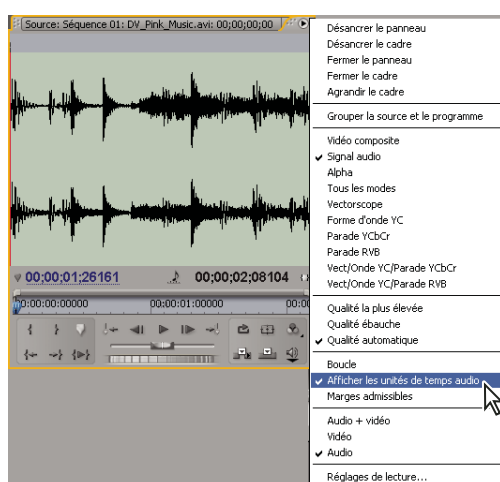 Source: Séquence 01: DV_Pink_Music.avi: 00;00;00;00
00;00;01;26161
00;00;02;08104
00:00:00:00000
00:00:01:00000
00:00
Désancrer le panneau
Désancrer le cadre
Fermer le panneau
Fermer le cadre
Agrandir le cadre
Grouper la source et le programme
Vidéo composite
Signal audio
Alpha
Tous les modes
Vectorscope
Forme d'onde YC
Parade YCbCr
Parade RVB
Vect/Onde YC/Parade YCbCr
Vect/Onde YC/Parade RVB
Qualité la plus élevée
Qualité ébauche
Qualité automatique
Boucle
Afficher les unités de temps audio
Marges admissibles
Audio + vidéo
Vidéo
Audio
Réglages de lecture...